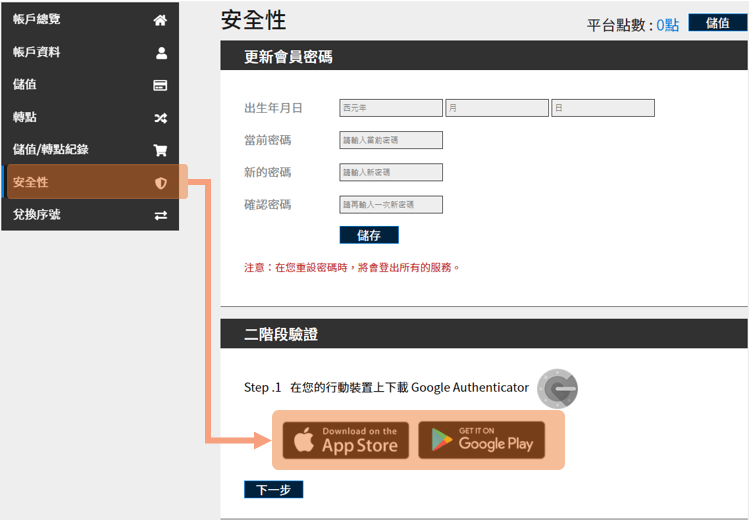 帳戶總覽
帳戶資料
儲值
轉點
儲值/轉點紀錄
安全性
兌換序號
安全性
平台點數 : 0點
儲值
更新會員密碼
出生年月日
西元年
月
日
當前密碼
請輸入當前密碼
新的密碼
請輸入新密碼
確認密碼
請再輸入一次新密碼
儲存
注意：在您重設密碼時，將會登出所有的服務。
二階段驗證
Step .1 在您的行動裝置上下載 Google Authenticator
Download on the
App Store
GET IT ON
Google Play
下一步